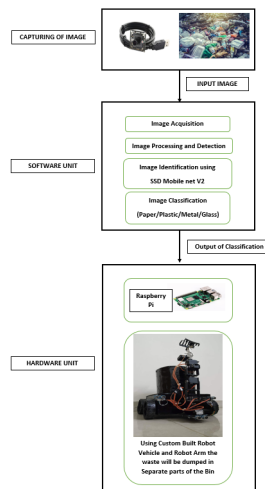 CAPTURING OF IMAGE
INPUT IMAGE
SOFTWARE UNIT
Image Acquisition
Image Processing and Detection
Image Identification using
SSD Mobile net V2
Image Classification
(Paper/Plastic/Metal/Glass)
Output of Classification
HARDWARE UNIT
Raspberry
Pi
Using Custom Built Robot
Vehicle and Robot Arm the
waste will be dumped in
Separate parts of the Bin